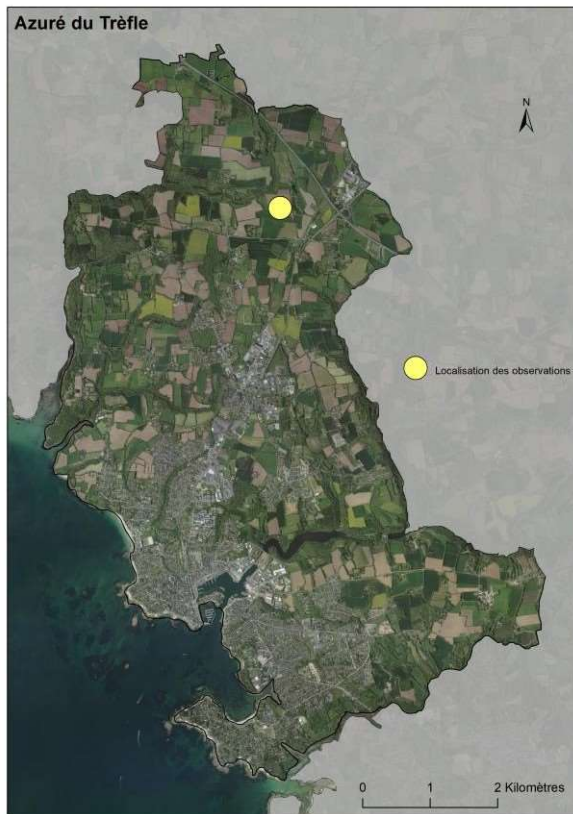 Azuré du Trèfle
N
Localisation des observations
0 1 2 Kilomètres